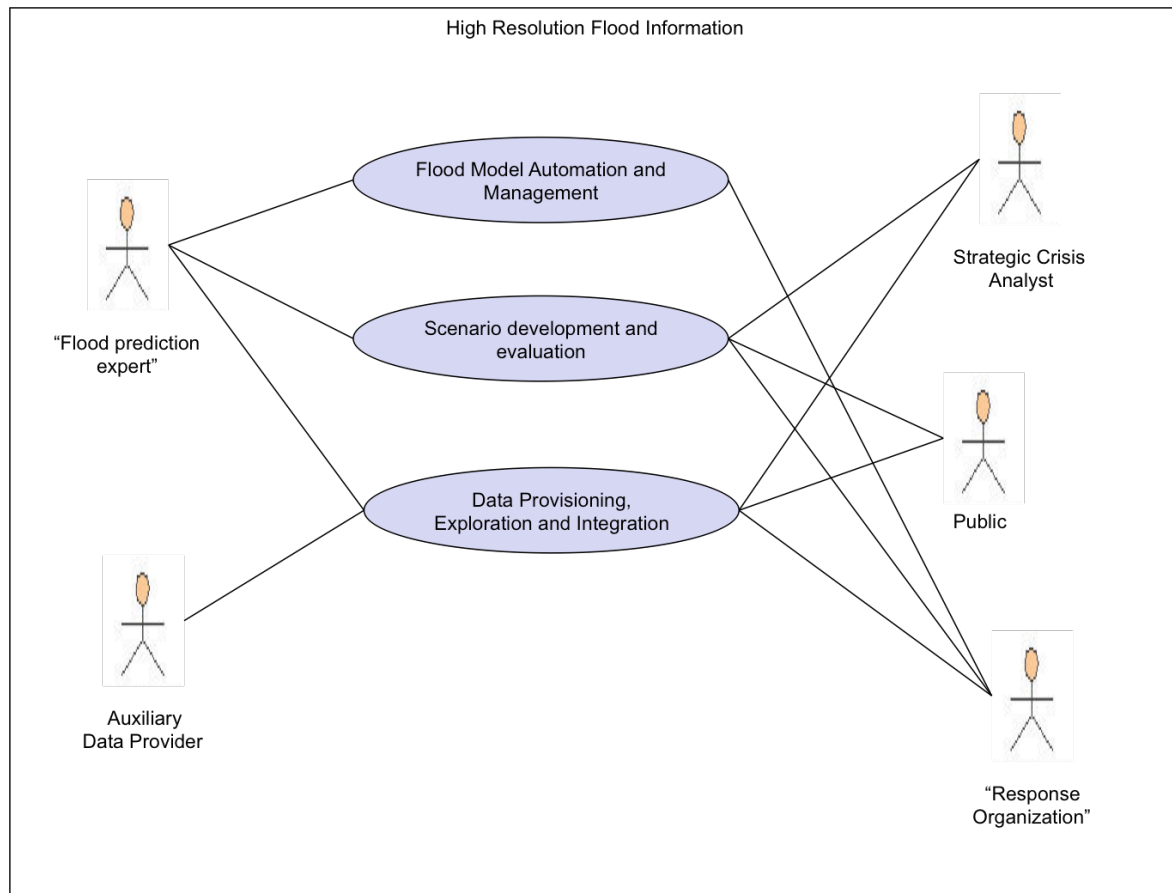 High Resolution Flood Information
Flood Model Automation and
Management
Strategic Crisis
Analyst
“Flood prediction
expert”
Scenario development and
evaluation
Data Provisioning,
Exploration and Integration
Public
Auxiliary
Data Provider
“Response
Organization”